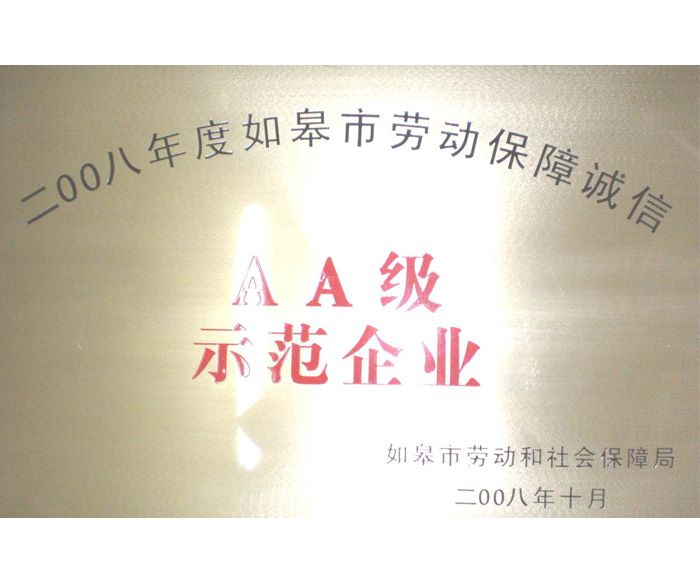 二00八年度如皋市劳动保障诚信
AA级
示范企业
如皋市劳动和社会保障局
二00八年十月